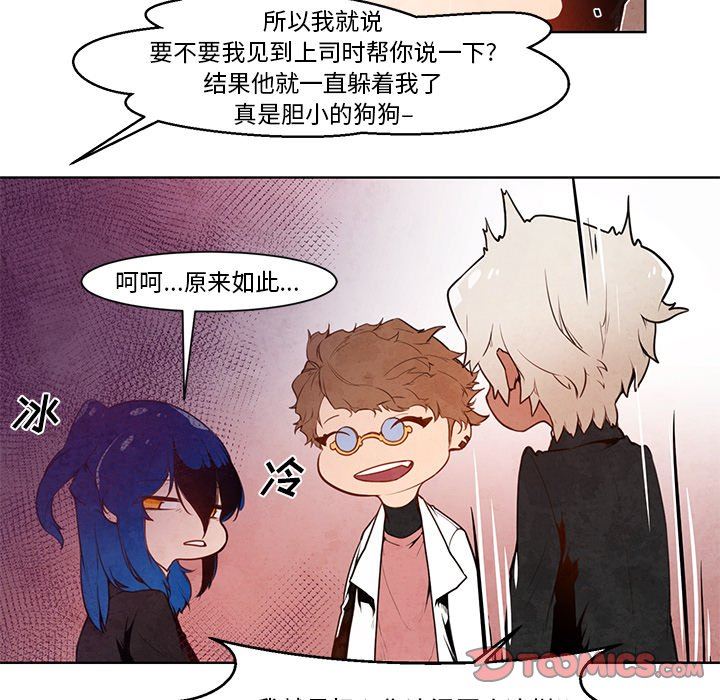 所以我就说
要不要我见到上司时帮你说一下?
结果他就一直躲着我了
真是胆小的狗狗–
呵呵...原来如此...
冰
冷
TOOMICS.COM